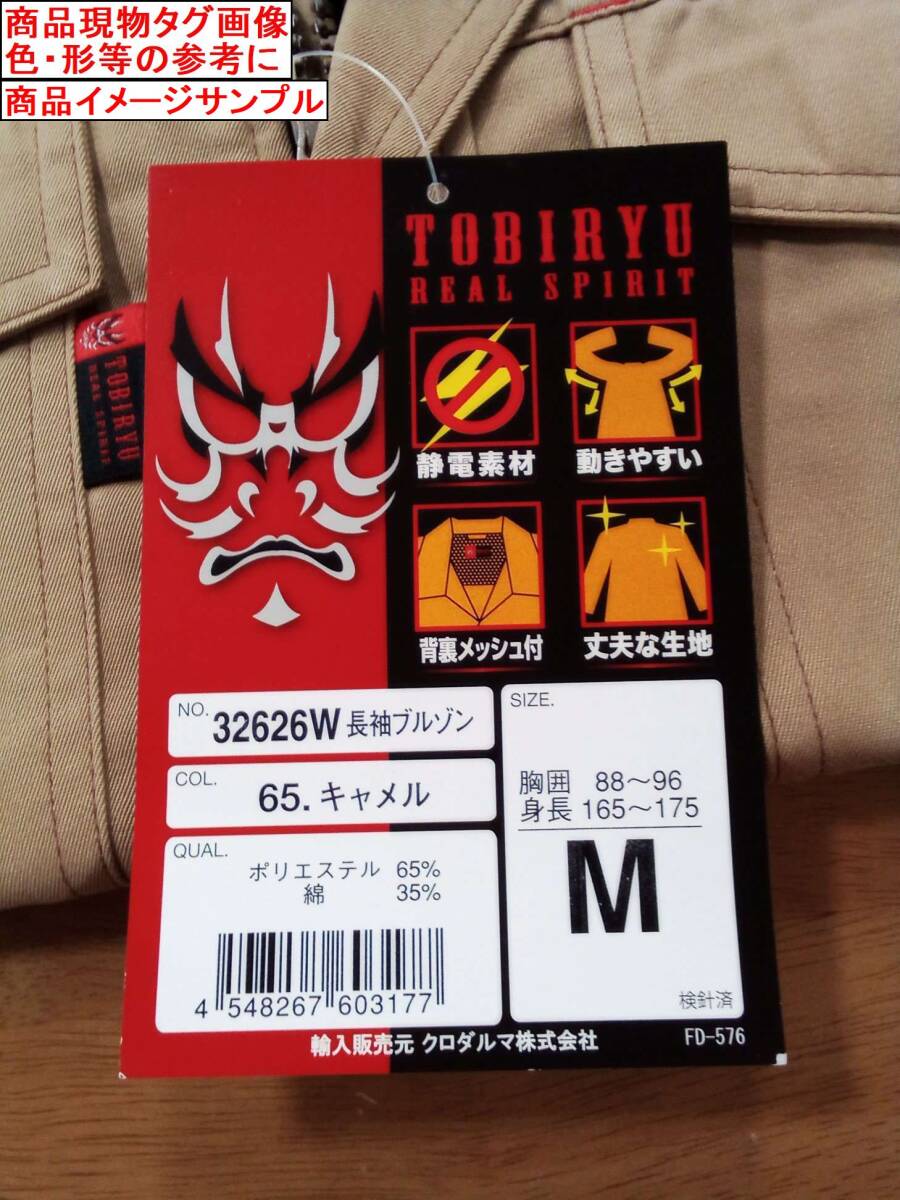 商品現物タグ画像
色・形等の参考に
商品イメージサンプル
TOBIRYU
REAL SPIRIT
TOBIRYU
REAL SPIRIT
静電素材
動きやすい
背裏メッシュ付
丈夫な生地
NO. 32626W 長袖ブルゾン
COL. 65. キャメル
QUAL.
ポリエステル 65%
綿 35%
4 548267 603177
SIZE.
胸囲 88～96
身長 165～175
M
検針済
輸入販売元 クロダルマ株式会社
FD-576